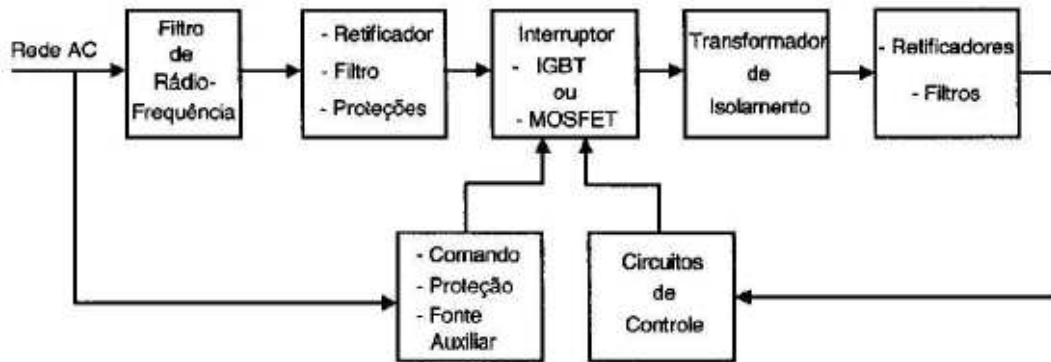 Rede AC
Filtro
de
Rádio-
Frequência
- Retificador
- Filtro
- Proteções
Interruptor
- IGBT
ou
- MOSFET
Transformador
de
Isolamento
- Retificadores
- Filtros
- Comando
- Proteção
- Fonte
Auxiliar
Circuitos
de
Controle